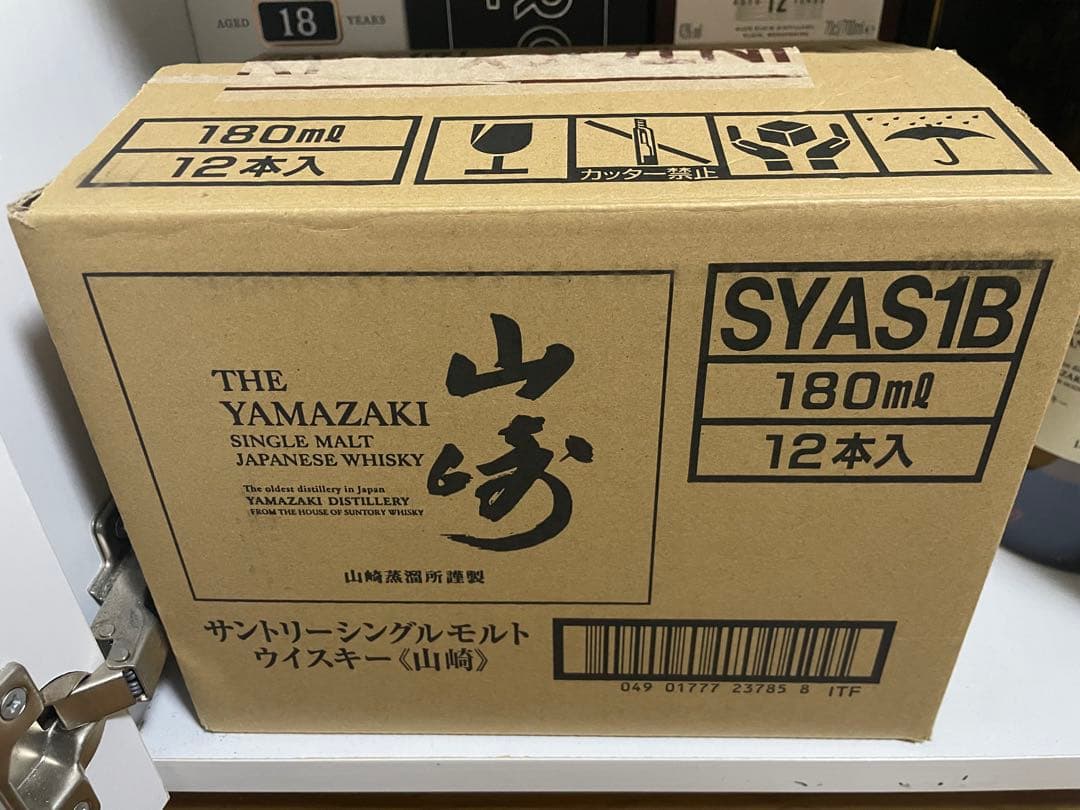 AGED 18 YEARS
180ml
12本入
カッター禁止
THE
YAMAZAKI
SINGLE MALT
JAPANESE WHISKY
The oldest distillery in Japan
YAMAZAKI DISTILLERY
FROM THE HOUSE OF SUNTORY WHISKY
山崎
山崎蒸溜所謹製
SYAS1B
180ml
12本入
サントリーシングルモルト
ウイスキー《山崎》
049 01777 23785 8 ITF